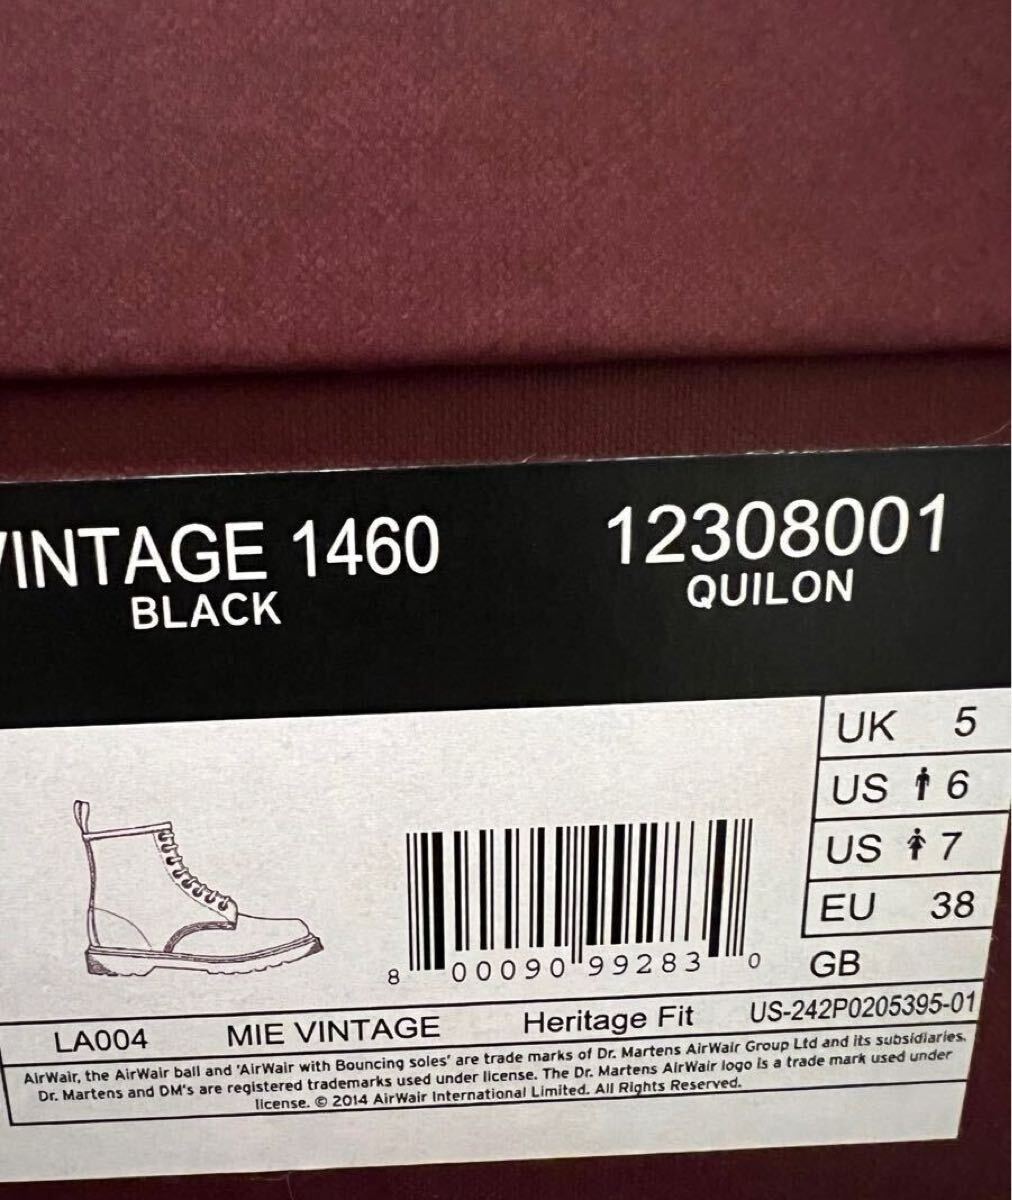 VINTAGE 1460 12308001
BLACK QUILON
UK 5
US 6
US 7
EU 38
GB
8 00090 99283 0
LA004 MIE VINTAGE Heritage Fit US-242P0205395-01
AirWair, the AirWair ball and 'AirWair with Bouncing soles' are trade marks of Dr. Martens AirWair Group Ltd and its subsidiaries.
Dr. Martens and DM's are registered trademarks used under license. The Dr. Martens AirWair logo is a trade mark used under
license. © 2014 AirWair International Limited. All Rights Reserved.